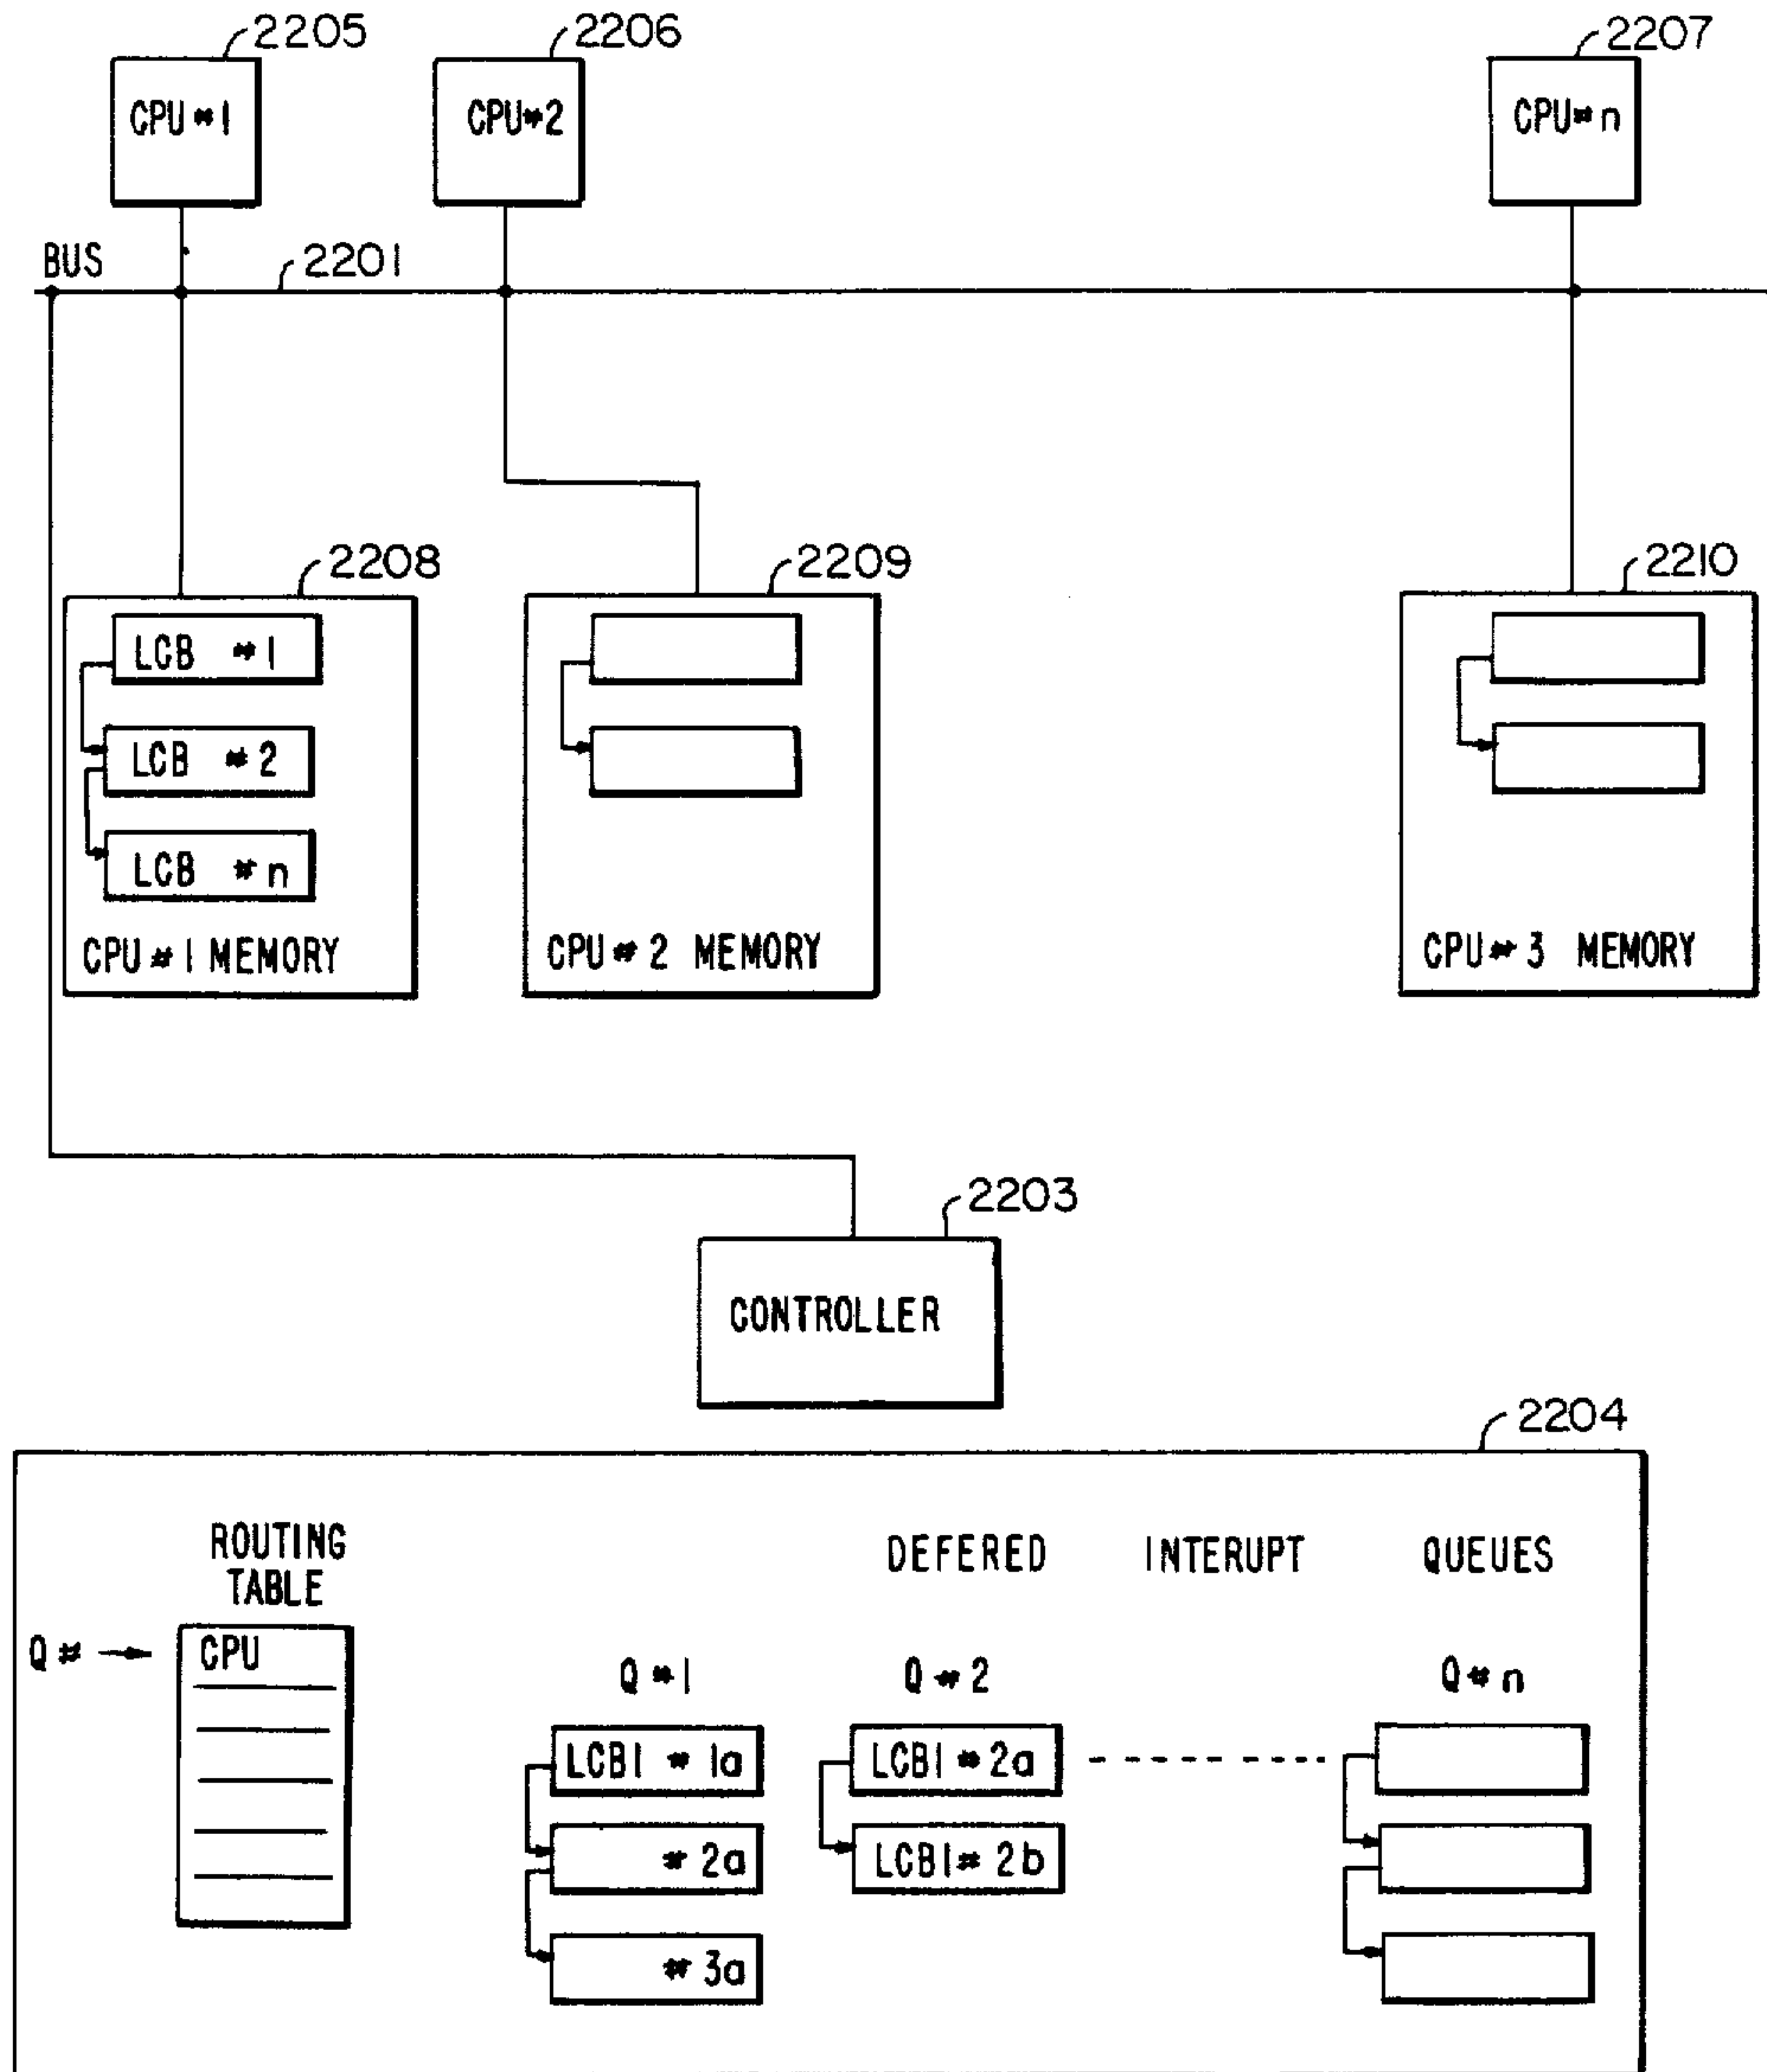 2205
2206
2207
CPU #1
CPU#2
CPU# n
BUS
2201
2208
2209
2210
LCB #1
LCB #2
LCB #n
CPU # 1 MEMORY
CPU# 2 MEMORY
CPU# 3 MEMORY
2203
CONTROLLER
2204
ROUTING
TABLE
DEFERED INTERUPT QUEUES
Q# CPU
Q #1
Q #2
Q# n
LCBI # 1a
LCBI # 2a
# 2a
LCBI# 2b
# 3a